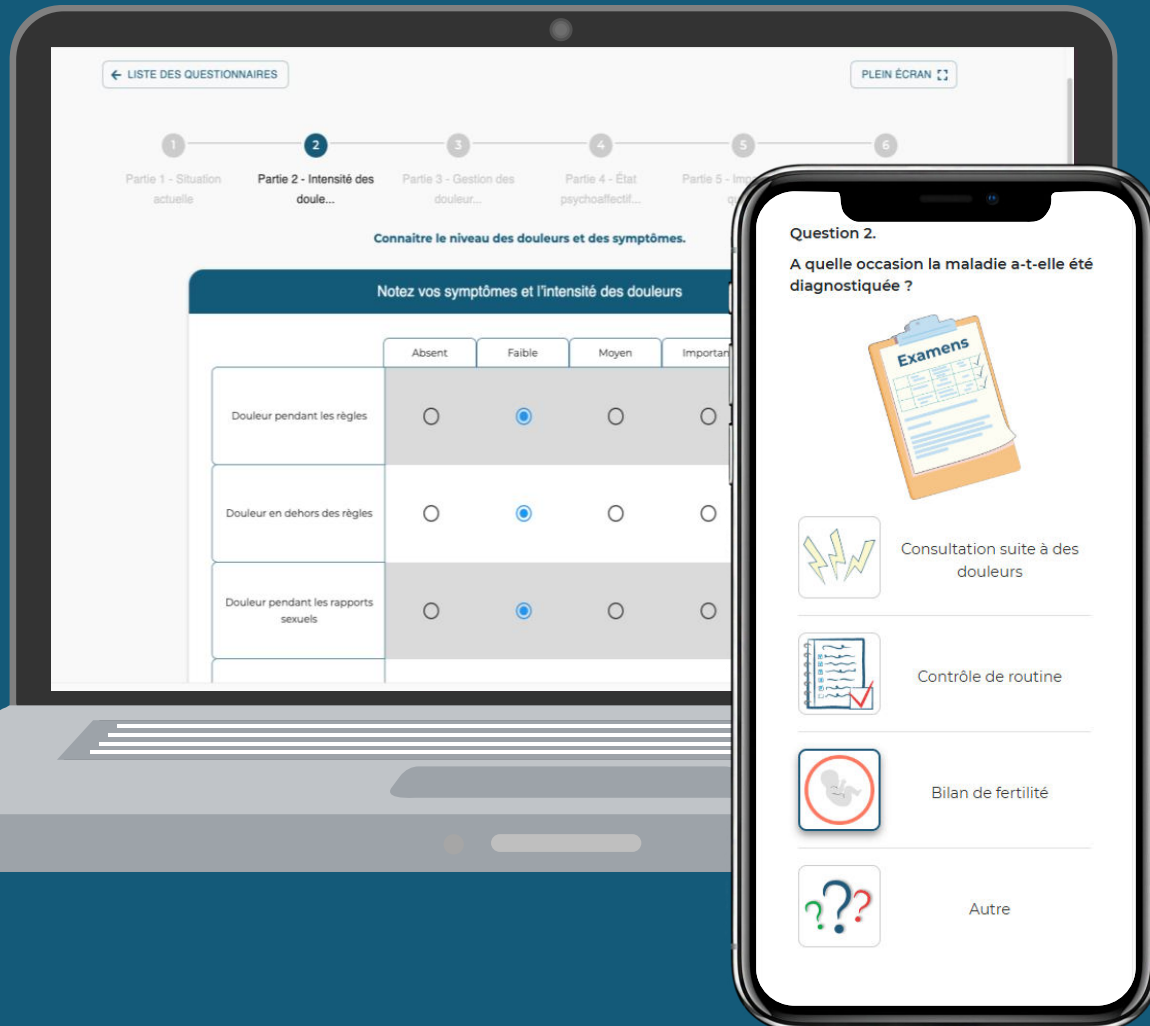 ← LISTE DES QUESTIONNAIRES
PLEIN ÉCRAN
1
2
3
4
5
6
Partie 1 - Situation
actuelle
Partie 2 - Intensité des
doule...
Partie 3 - Gestion des
douleur...
Partie 4 - État
psychoaffectif...
Partie 5 -
Connaitre le niveau des douleurs et des symptômes.
Notez vos symptômes et l'intensité des douleurs
Absent
Faible
Moyen
Importan
Douleur pendant les règles
Douleur en dehors des règles
Douleur pendant les rapports
sexuels
Question 2.
A quelle occasion la maladie a-t-elle été
diagnostiquée ?
Examens
Consultation suite à des
douleurs
Contrôle de routine
Bilan de fertilité
Autre
???